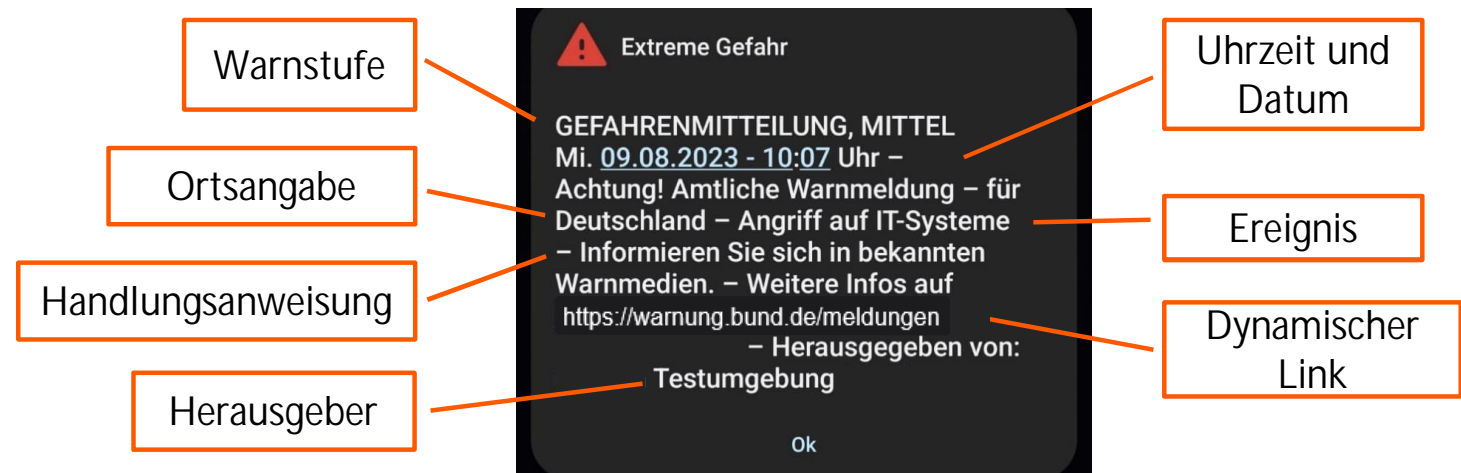 Warnstufe
Ortsangabe
Handlungsanweisung
Herausgeber
Extreme Gefahr
GEFAHRENMITTEILUNG, MITTEL
Mi. 09.08.2023 - 10:07 Uhr –
Achtung! Amtliche Warnmeldung – für
Deutschland – Angriff auf IT-Systeme
– Informieren Sie sich in bekannten
Warnmedien. – Weitere Infos auf
https://warnung.bund.de/meldungen
– Herausgegeben von:
Testumgebung
Ok
Uhrzeit und
Datum
Ereignis
Dynamischer
Link